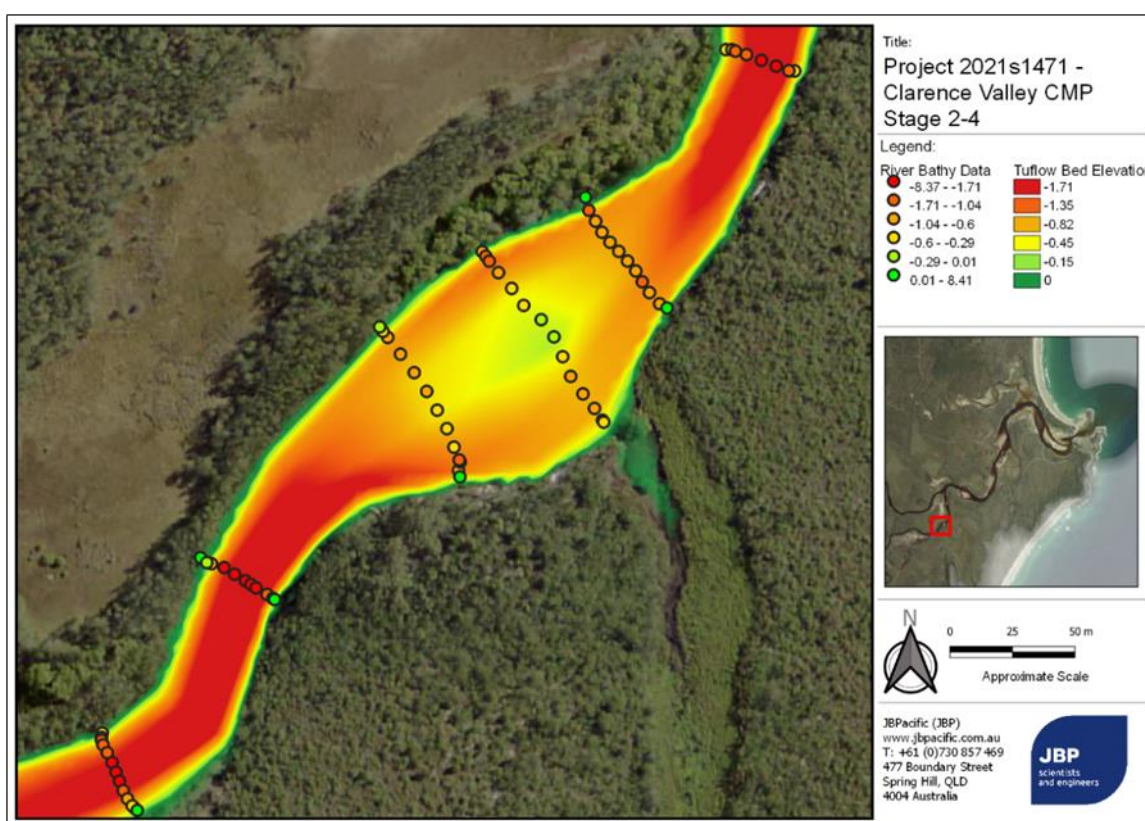 Title:
Project 2021s1471 -
Clarence Valley CMP
Stage 2-4
Legend:
River Bathy Data
-8.37 - -1.71
-1.71 - -1.04
-1.04 - -0.6
-0.6 - -0.29
-0.29 - 0.01
0.01 - 8.41
Tuflow Bed Elevation
-1.71
-1.35
-0.82
-0.45
-0.15
0
N
0 25 50 m
Approximate Scale
JBPacific (JBP)
www.jbpacific.com.au
T: +61 (0)730 857 469
477 Boundary Street
Spring Hill, QLD
4004 Australia
JBP
scientists
and engineers